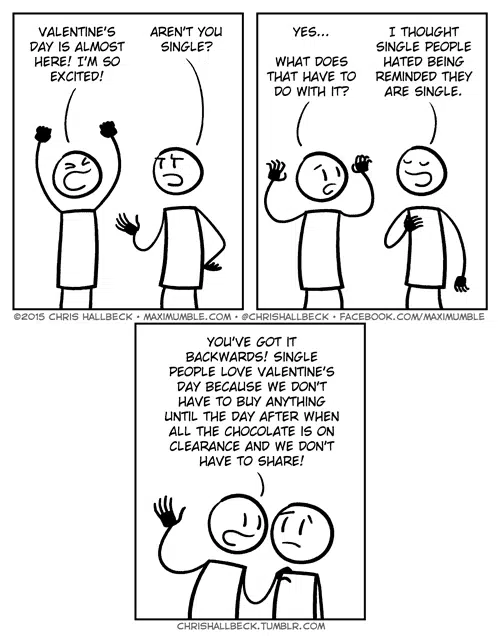 VALENTINE'S
DAY IS ALMOST
HERE! I'M SO
EXCITED!
AREN'T YOU
SINGLE?
YES...
WHAT DOES
THAT HAVE TO
DO WITH IT?
I THOUGHT
SINGLE PEOPLE
HATED BEING
REMINDED THEY
ARE SINGLE.
©2015 CHRIS HALLBECK • MAXIMUMBLE.COM • @CHRISHALLBECK • FACEBOOK.COM/MAXIMUMBLE
YOU'VE GOT IT
BACKWARDS! SINGLE
PEOPLE LOVE VALENTINE'S
DAY BECAUSE WE DON'T
HAVE TO BUY ANYTHING
UNTIL THE DAY AFTER WHEN
ALL THE CHOCOLATE IS ON
CLEARANCE AND WE DON'T
HAVE TO SHARE!
CHRISHALLBECK.TUMBLR.COM